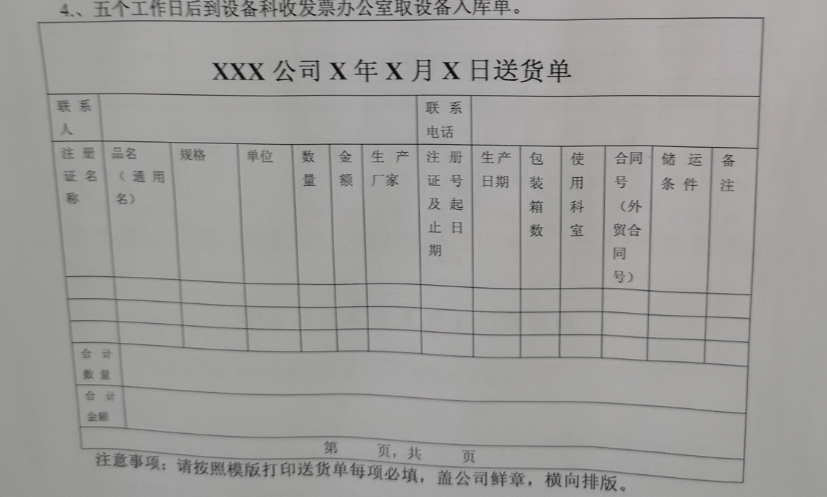 4.、五个工作日后到设备科收发票办公室取设备入库单。
XXX 公司 X 年 X 月 X 日送货单
联系人 联系电话
注册证名称 品名（通用名） 规格 单位 数量 金额 生产厂家 注册证号及起止日期 生产日期 包装箱数 使用科室 合同号（外贸合同号） 储运条件 备注
合计数量
合计金额
第 页，共 页
注意事项：请按照模版打印送货单每项必填，盖公司鲜章，横向排版。